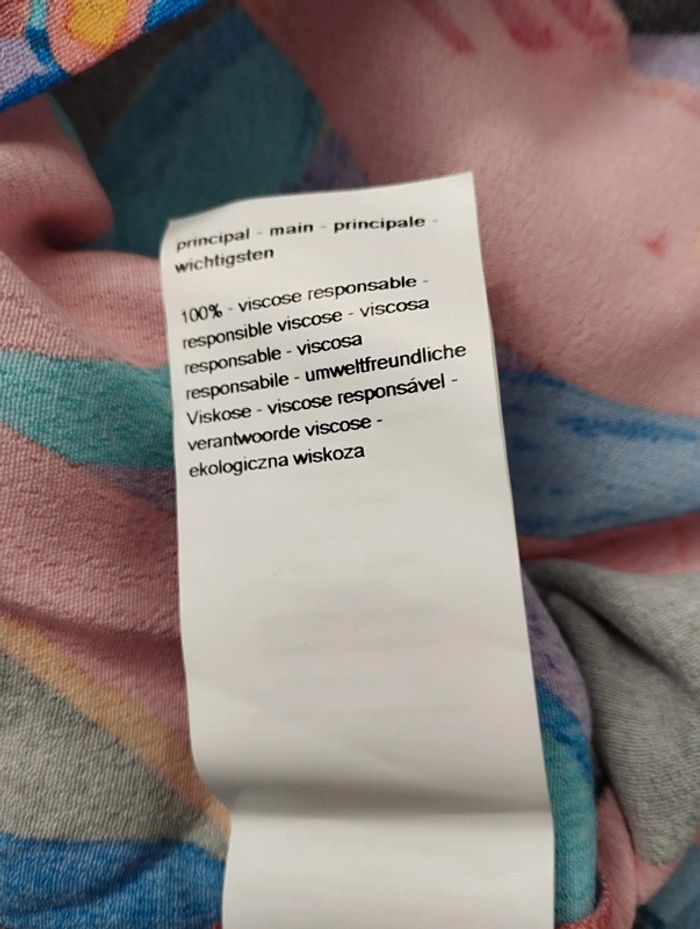 principal - main - principale -
wichtigsten
100% - viscose responsable -
responsible viscose - viscosa
responsable - viscosa
responsabile - umweltfreundliche
Viskose - viscose responsável -
verantwoorde viscose -
ekologiczna wiskoza